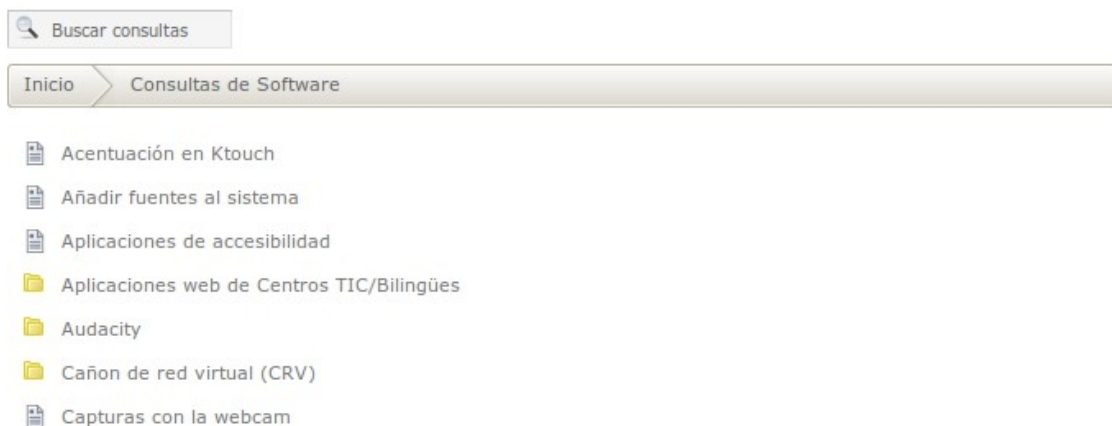 Buscar consultas
Inicio Consultas de Software
Acentuación en Ktouch
Añadir fuentes al sistema
Aplicaciones de accesibilidad
Aplicaciones web de Centros TIC/Bilingües
Audacity
Cañon de red virtual (CRV)
Capturas con la webcam